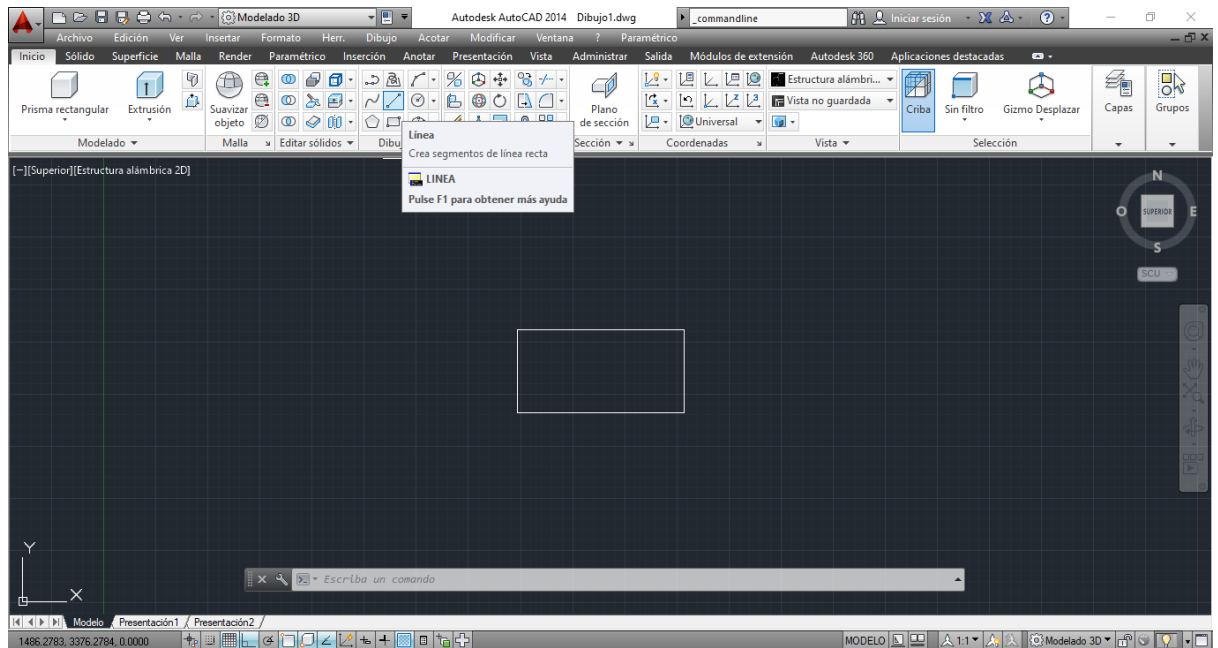 Modelado 3D Autodesk AutoCAD 2014 Dibujo1.dwg _commandline Iniciar sesión
Archivo Edición Ver Insertar Formato Herr. Dibujo Acotar Modificar Ventana ? Paramétrico
Inicio Sólido Superficie Malla Render Paramétrico Inserción Anotar Presentación Vista Administrar Salida Módulos de extensión Autodesk 360 Aplicaciones destacadas
Prisma rectangular
Extrusión
Suavizar
objeto
Plano
de sección
Universal
Estructura alámbri...
Vista no guardada
Criba
Sin filtro
Gizmo Desplazar
Capas
Grupos
Modelado Malla Editar sólidos Dibu Sección Coordenadas Vista Selección
Línea
Crea segmentos de línea recta
LINEA
Pulse F1 para obtener más ayuda
[−][Superior][Estructura alámbrica 2D]
N
O
SUPERIOR
E
S
SCU
Y
X
Escriba un comando
Modelo Presentación1 Presentación2
1486.2783, 3376.2784, 0.0000 MODELO 1:1 Modelado 3D